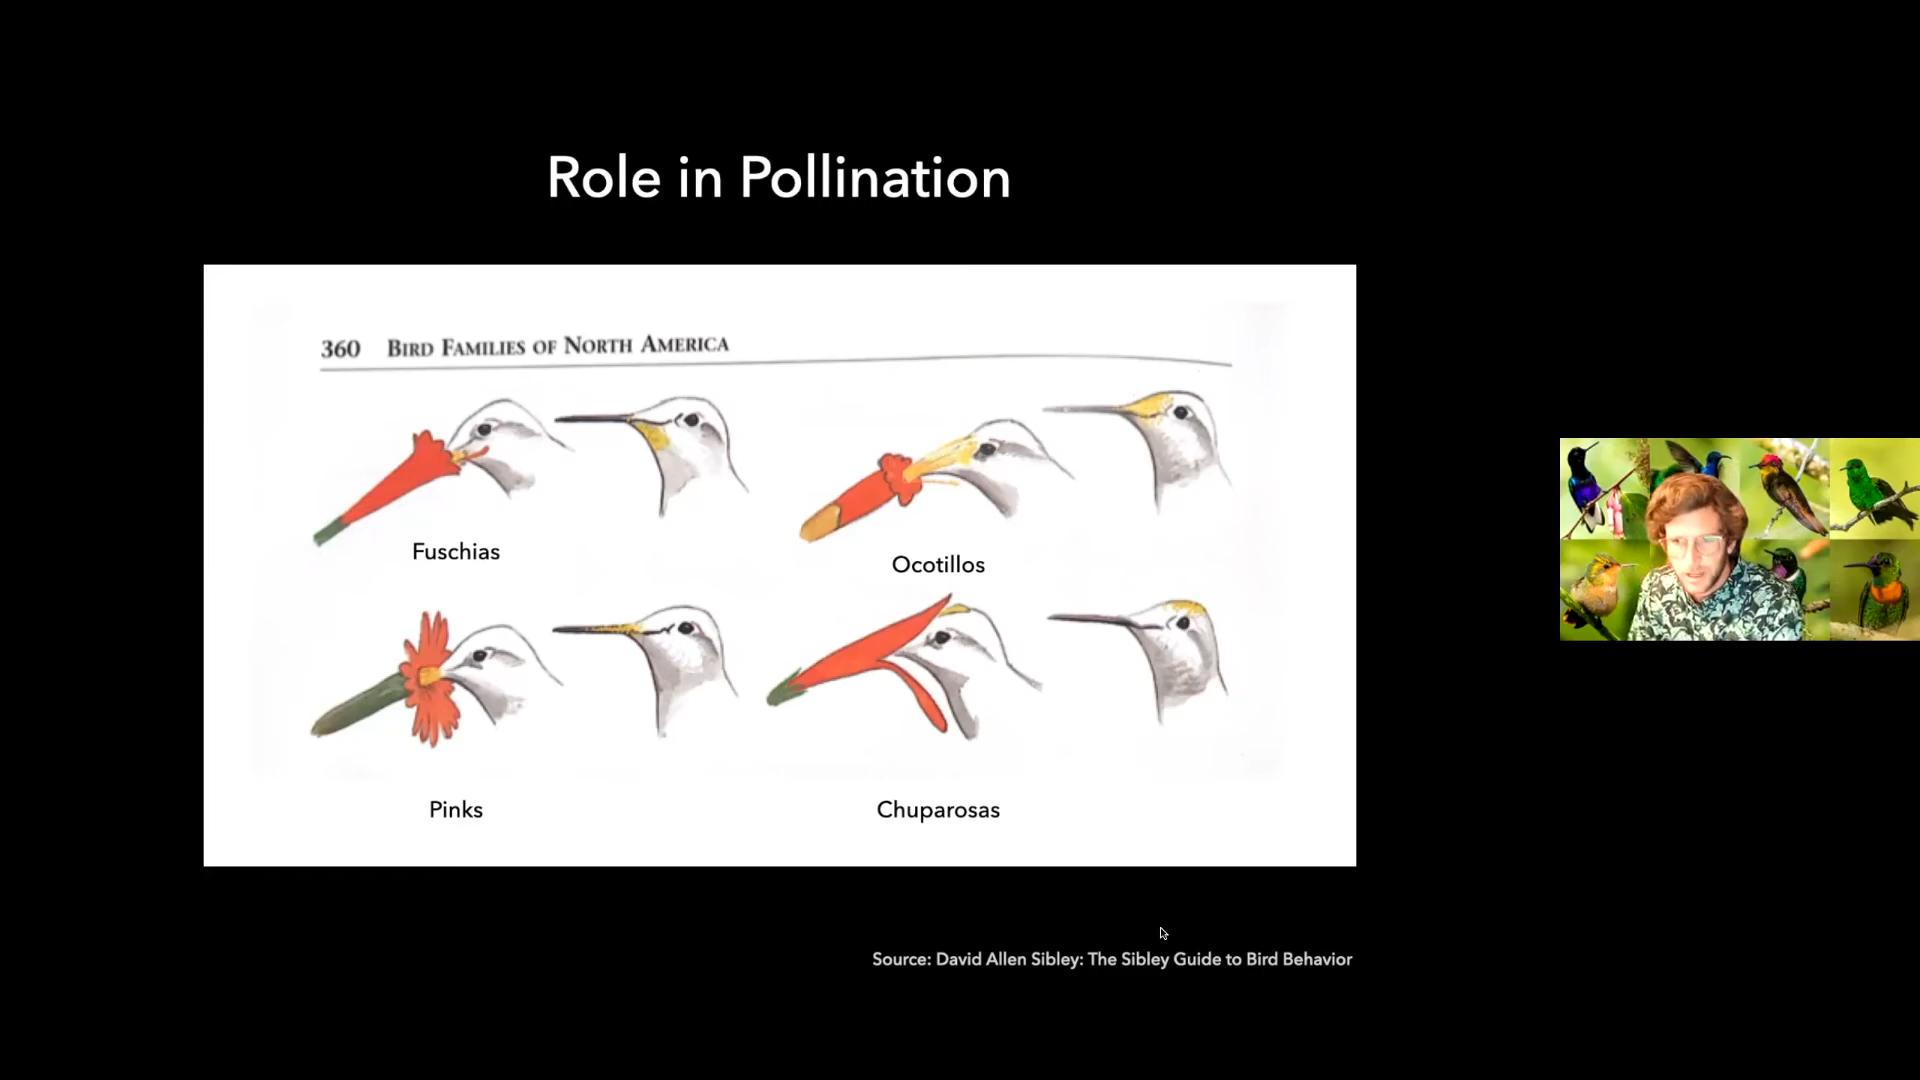 Role in Pollination
360 Bird Families of North America
Fuschias
Ocotillos
Pinks
Chuparosas
Source: David Allen Sibley: The Sibley Guide to Bird Behavior